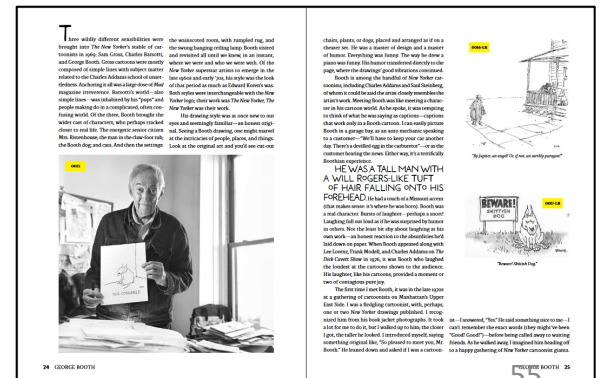 Three wildly different sensibilities were
brought into The New Yorker's stable of car-
toonists in 1969: Sam Gross, Charles Barsotti,
and George Booth. Gross cartoons were mostly
composed of simple lines with subject matter
related to the Charles Addams school of unset-
tledness. Anchoring it all was a large dose of Mad
magazine irreverence. Barsotti's world—also
simple lines—was inhabited by his "pups" and
people making do in a complicated, often con-
fusing world. Of the three, Booth brought the
wider cast of characters, who perhaps tracked
closer to real life. The energetic senior citizen
Mrs. Rittenhouse, the man in the claw-foot tub;
the Booth dog; and cats. And then the settings:
the wainscoted room, with rumpled rug, and
the swung hanging ceiling lamp. Booth visited
and revisited all until we knew, in an instant,
where we were and who we were with. Of the
New Yorker superstar artists to emerge in the
late 1960s and early '70s, his style was the look
of that period as much as Edward Koren's was.
Both styles were interchangeable with the New
Yorker logo; their work was The New Yorker, The
New Yorker was their work.
His drawing style was at once new to our
eyes and seemingly familiar—an honest origi-
nal. Seeing a Booth drawing, one might marvel
at the intricacies of people, places, and things.
Look at the original art and you'd see cut-out
0015
24 GEORGE BOOTH
chairs, plants, or dogs, placed and arranged as if on a
theater set. He was a master of design and a master
of humor. Everything was funny. The way he drew a
piano was funny. His humor transferred directly to the
page, where the drawings' good vibrations continued.
Booth is among the handful of New Yorker car-
toonists, including Charles Addams and Saul Steinberg,
of whom it could be said the artist closely resembles the
artist's work. Meeting Booth was like meeting a charac-
ter in his cartoon world. As he spoke, it was tempting
to think of what he was saying as captions—captions
that work only in a Booth cartoon. I can easily picture
Booth in a garage bay, as an auto mechanic speaking
to a customer—"We'll have to keep your car another
day. There's a deviled egg in the carburetor"—or as the
customer hearing the news. Either way, it's a terrifically
Boothian experience.
HE WAS A TALL MAN WITH
A WILL ROGERS-LIKE TUFT
OF HAIR FALLING ONTO HIS
FOREHEAD. He had a touch of a Missouri accent
(that makes sense: it's where he was born). Booth was
a real character. Bursts of laughter—perhaps a snort!
Laughing full out loud as if he was surprised by humor
in others. Not the least bit shy about laughing at his
own work—an honest reaction to the absurdities he'd
laid down on paper. When Booth appeared along with
Lee Lorenz, Frank Modell, and Charles Addams on The
Dick Cavett Show in 1976, it was Booth who laughed
the loudest at the cartoons shown to the audience.
His laughter, like his cartoons, provided a moment or
two of contagious pure joy.
The first time I met Booth, it was in the late 1970s
at a gathering of cartoonists on Manhattan's Upper
East Side. I was a fledgling cartoonist, with, perhaps,
one or two New Yorker drawings published. I recog-
nized him from his book jacket photographs. It took
a lot for me to do it, but I walked up to him; the closer
I got, the taller he looked. I introduced myself, saying
something original like, "So pleased to meet you, Mr.
Booth." He leaned down and asked if I was a cartoon-
0016-LR
"By Jupiter, an angel! Or, if not, an earthly paragon!"
BEWARE!
SKITTISH
DOG
0017-LR
"Beware! Skittish Dog."
ist—I answered, "Yes." He said something nice to me—I
can't remember the exact words (they might've been
"Good! Good!")—before being called away to waiting
friends. As he walked away, I imagined him heading off
to a happy gathering of New Yorker cartoonist giants.
GEORGE BOOTH 25
55